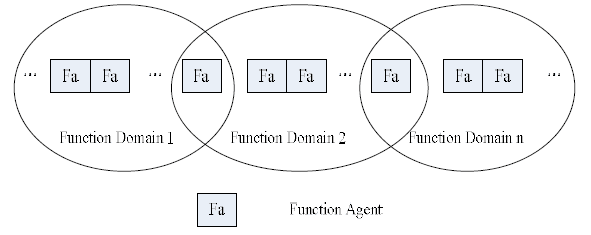 ... Fa Fa ... Fa Fa Fa ... Fa Fa Fa ...
Function Domain 1 Function Domain 2 Function Domain n
Fa Function Agent